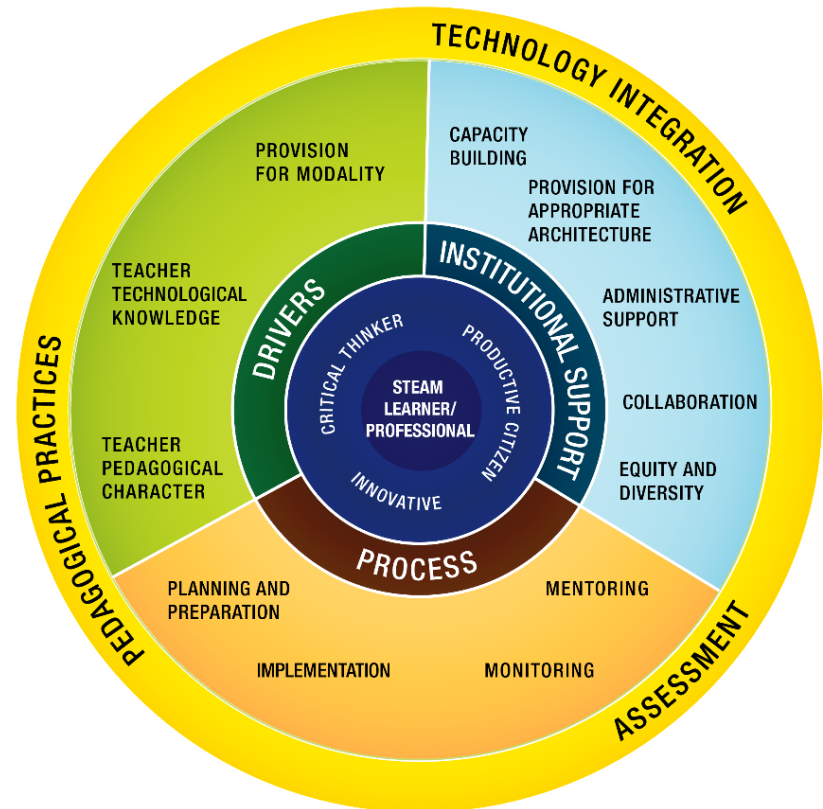 TECHNOLOGY INTEGRATION
PEDAGOGICAL PRACTICES
ASSESSMENT
PROVISION
FOR MODALITY
TEACHER
TECHNOLOGICAL
KNOWLEDGE
TEACHER
PEDAGOGICAL
CHARACTER
DRIVERS
CAPACITY
BUILDING
PROVISION FOR
APPROPRIATE
ARCHITECTURE
ADMINISTRATIVE
SUPPORT
COLLABORATION
EQUITY AND
DIVERSITY
INSTITUTIONAL SUPPORT
CRITICAL THINKER
PRODUCTIVE CITIZEN
INNOVATIVE
STEAM
LEARNER/
PROFESSIONAL
PROCESS
PLANNING AND
PREPARATION
IMPLEMENTATION
MONITORING
MENTORING